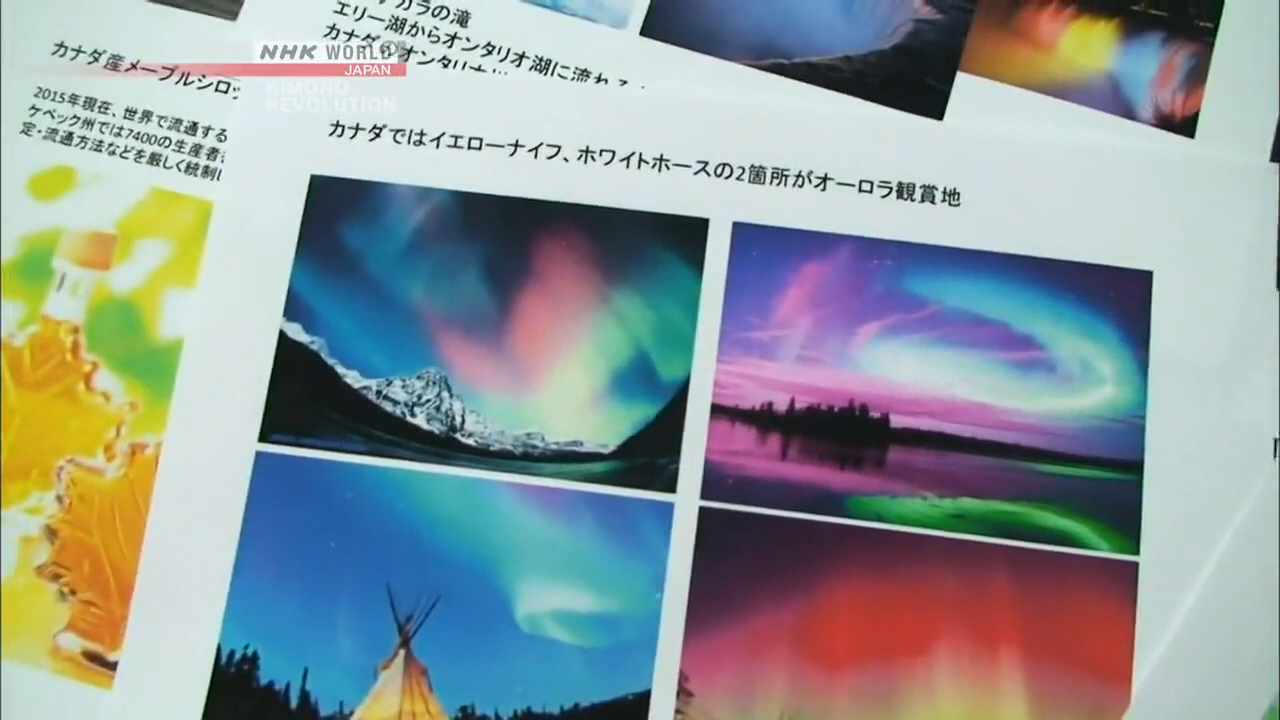 ガラの滝
エリー湖からオンタリオ湖に流れる
カナダ オンタリオ
NHK WORLD
JAPAN
KIMONO
REVOLUTION
カナダ産メープルシロッ
2015年現在、世界で流通する
ケベック州では7400の生産者
定・流通方法などを厳しく統制し
カナダではイエローナイフ、ホワイトホースの2箇所がオーロラ観賞地